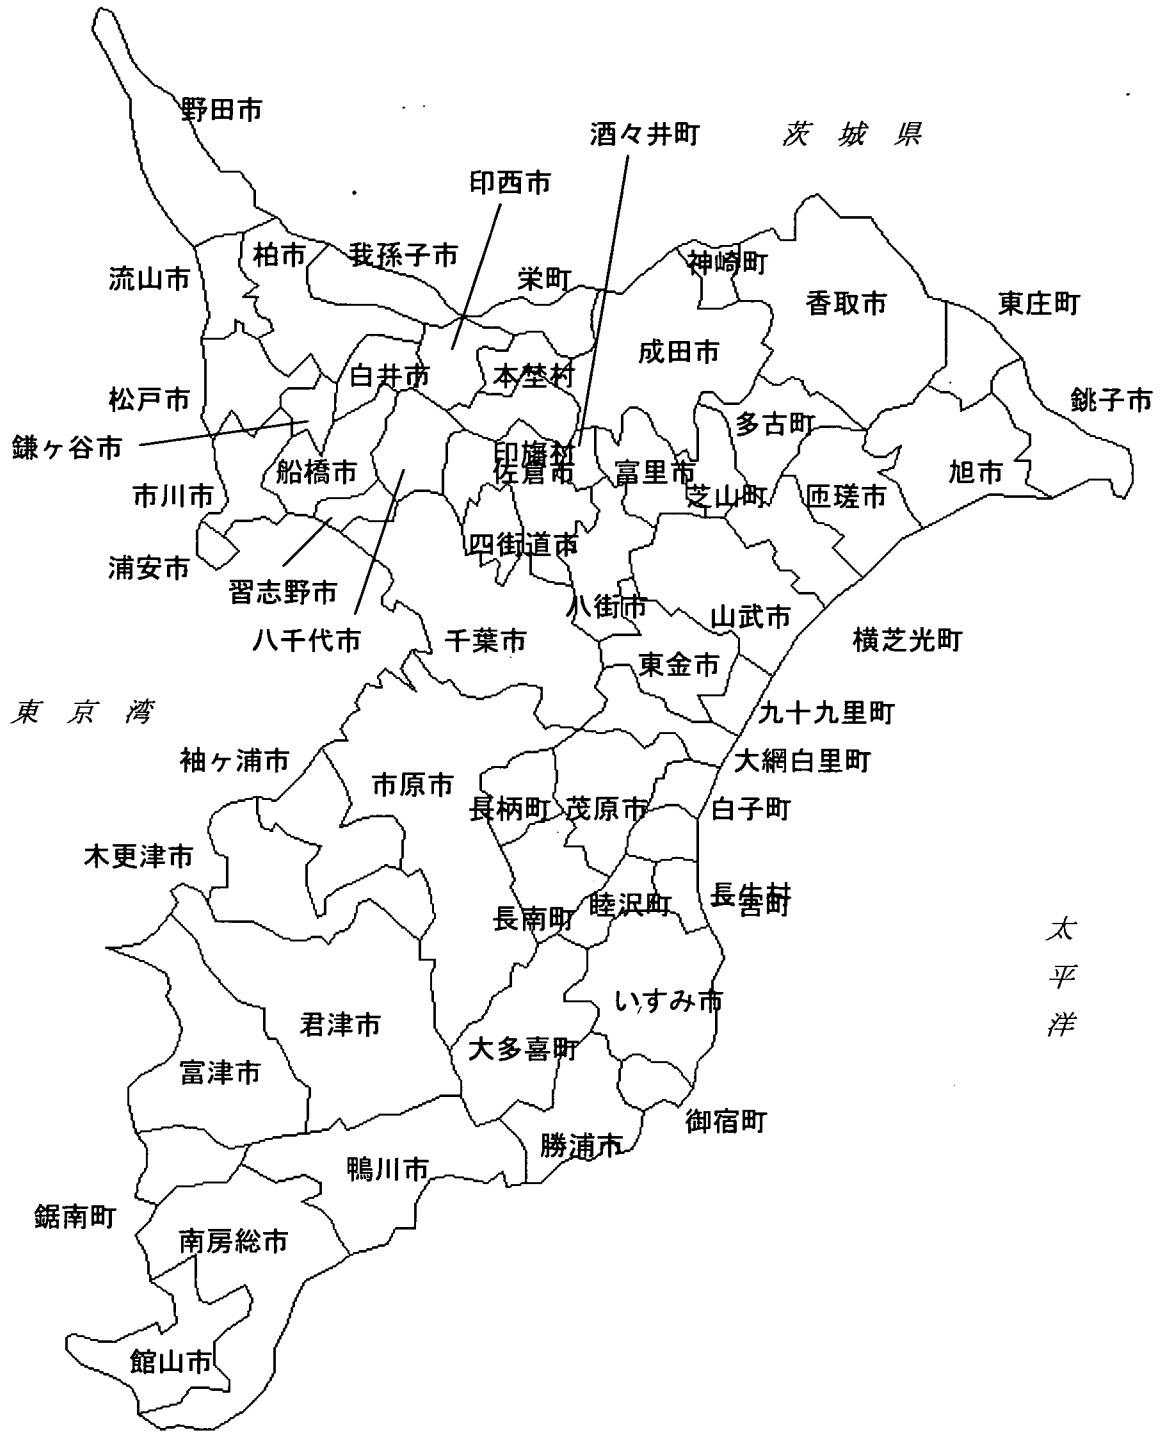 野田市
酒々井町
茨城県
印西市
柏市
我孫子市
神崎町
流山市
栄町
香取市
東庄町
成田市
白井市
本埜村
松戸市
銚子市
多古町
鎌ヶ谷市
印旛村
船橋市
佐倉市
富里市
旭市
市川市
芝山町
匝瑳市
四街道市
浦安市
習志野市
八街市
山武市
八千代市
千葉市
横芝光町
東金市
東京湾
九十九里町
袖ヶ浦市
大網白里町
市原市
長柄町
茂原市
白子町
木更津市
長生村
一宮町
睦沢町
長南町
太平洋
いすみ市
君津市
大多喜町
富津市
御宿町
勝浦市
鴨川市
鋸南町
南房総市
館山市